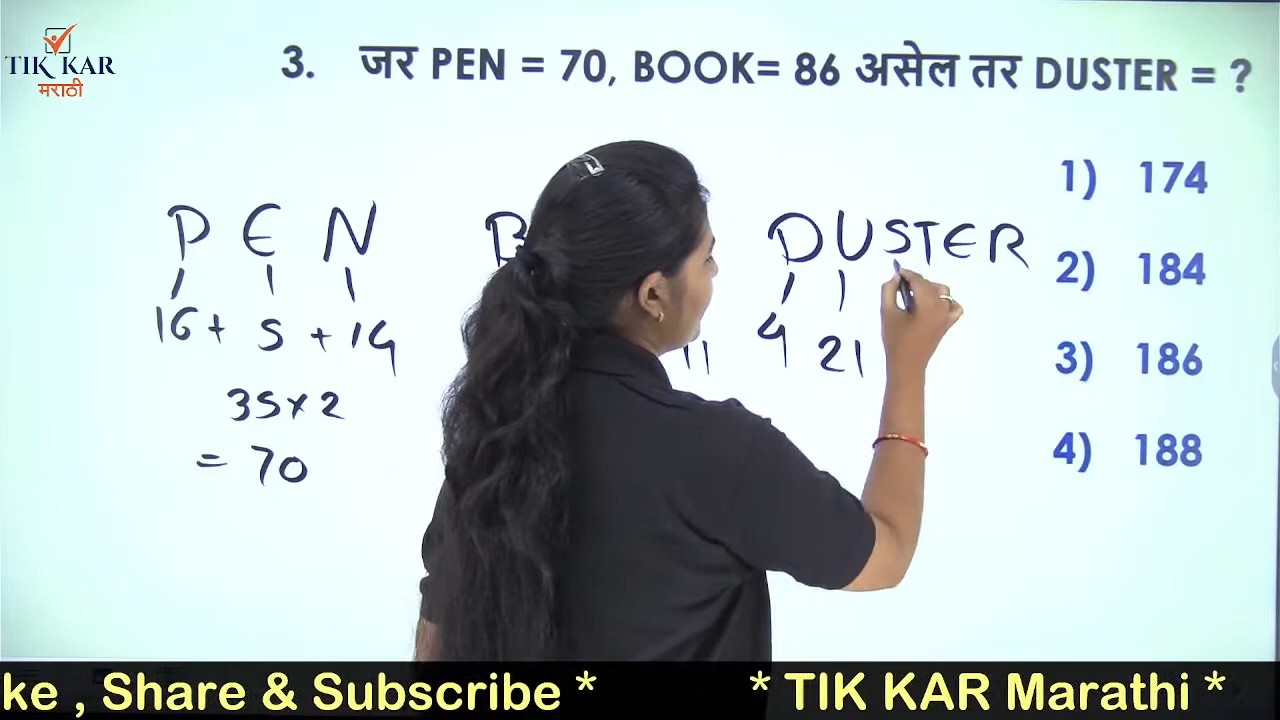 TIK KAR
मराठी
3. जर PEN = 70, BOOK= 86 असेल तर DUSTER = ?
1) 174
2) 184
3) 186
4) 188
P E N
16 + 5 + 14
35 x 2
= 70
B
11
DUSTER
4 21
ke , Share & Subscribe * * TIK KAR Marathi *